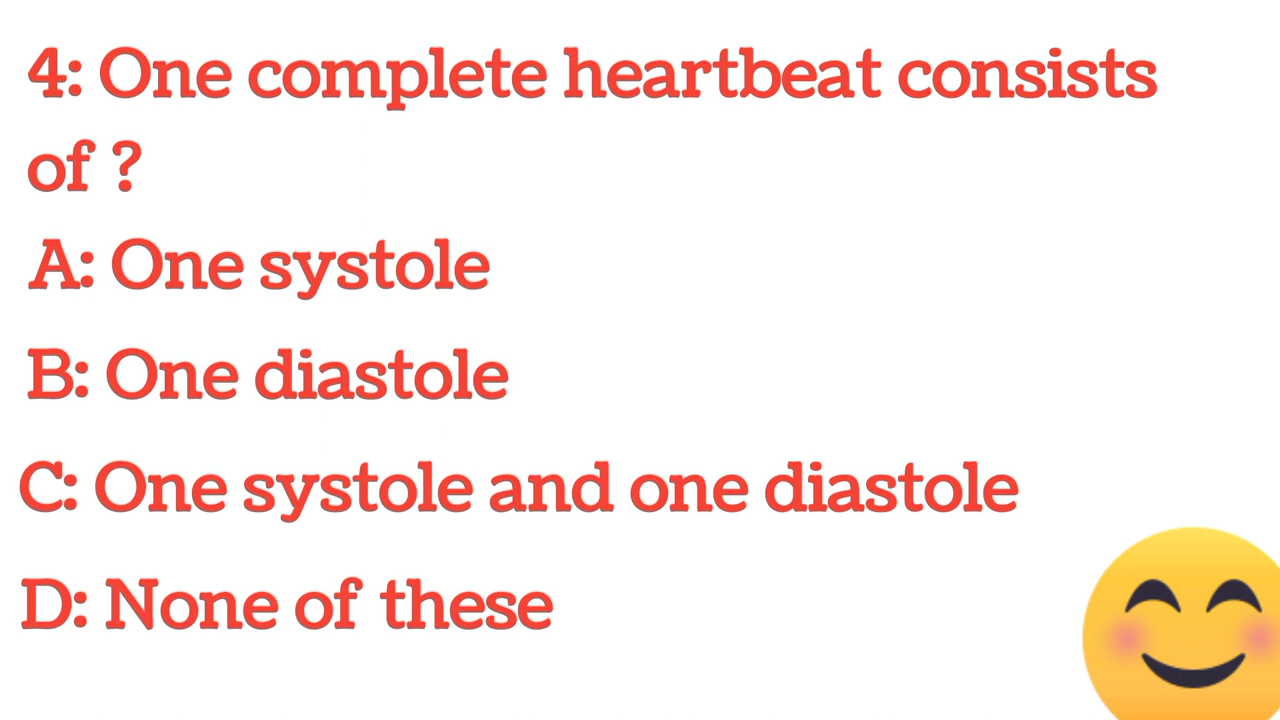 4: One complete heartbeat consists
of ?
A: One systole
B: One diastole
C: One systole and one diastole
D: None of these